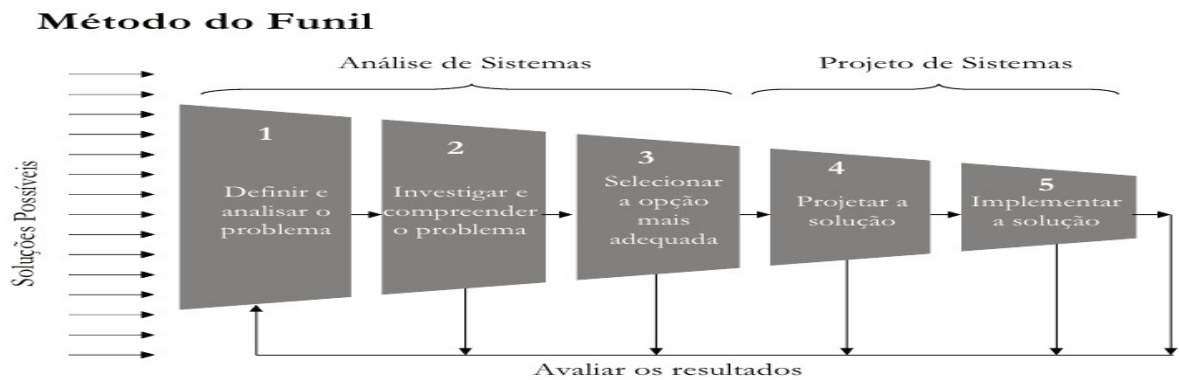 Método do Funil
Análise de Sistemas
Projeto de Sistemas
Soluções Possíveis
1
Definir e
analisar o
problema
2
Investigar e
compreender
o problema
3
Selecionar
a opção
mais
adequada
4
Projetar a
solução
5
Implementar
a solução
Avaliar os resultados